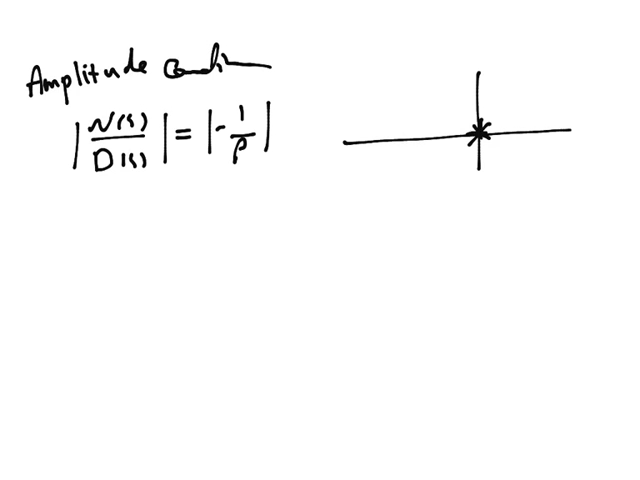 Amplitude
| N(s) / D(s) | = | - 1 / ρ |